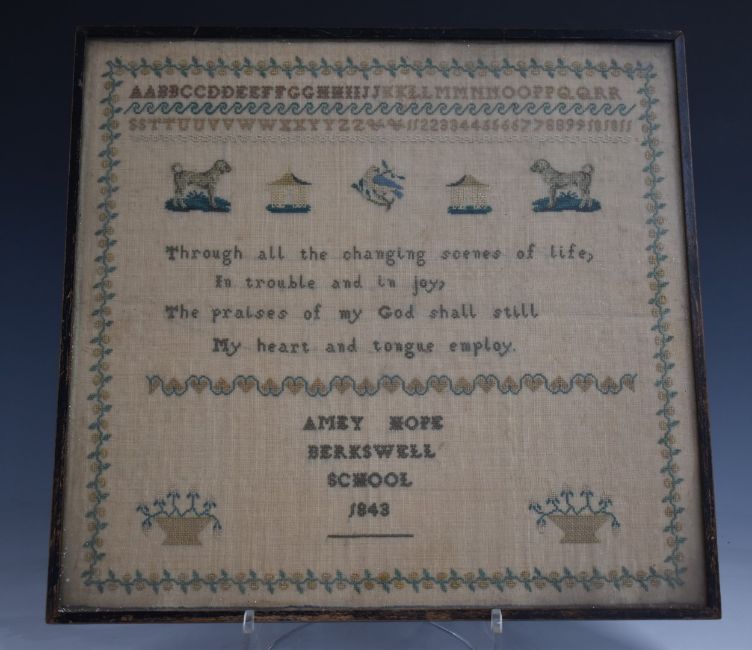 AABBCCDDEEFFGGHHIIJJKKLLMMNNOOPPQQRR
SSTTUUVVWWXXYYZZ
Through all the changing scenes of life,
In trouble and in joy,
The praises of my God shall still
My heart and tongue employ.
AMEY HOPE
BERKSWELL
SCHOOL
1843